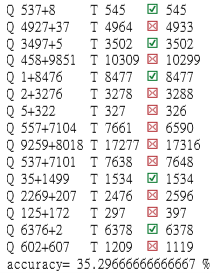 Q 537+8 T 545 ☑ 545
Q 4927+37 T 4964 ☒ 4933
Q 3497+5 T 3502 ☑ 3502
Q 458+9851 T 10309 ☒ 10299
Q 1+8476 T 8477 ☑ 8477
Q 2+3276 T 3278 ☒ 3288
Q 5+322 T 327 ☒ 326
Q 557+7104 T 7661 ☒ 6590
Q 9259+8018 T 17277 ☒ 17316
Q 537+7101 T 7638 ☒ 7648
Q 35+1499 T 1534 ☑ 1534
Q 2269+207 T 2476 ☒ 2596
Q 125+172 T 297 ☒ 397
Q 6376+2 T 6378 ☑ 6378
Q 602+607 T 1209 ☒ 1119
accuracy= 35.29666666666667 %